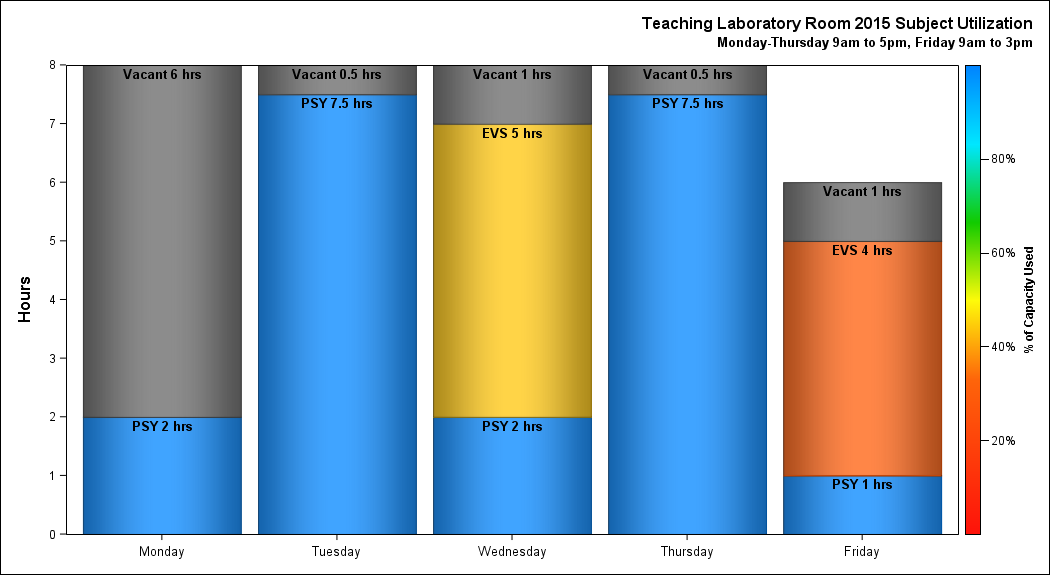 Teaching Laboratory Room 2015 Subject Utilization
Monday-Thursday 9am to 5pm, Friday 9am to 3pm
Hours
8
7
6
5
4
3
2
1
0
Vacant 6 hrs
PSY 2 hrs
Vacant 0.5 hrs
PSY 7.5 hrs
Vacant 1 hrs
EVS 5 hrs
PSY 2 hrs
Vacant 0.5 hrs
PSY 7.5 hrs
Vacant 1 hrs
EVS 4 hrs
PSY 1 hrs
Monday
Tuesday
Wednesday
Thursday
Friday
80%
60%
40%
20%
% of Capacity Used